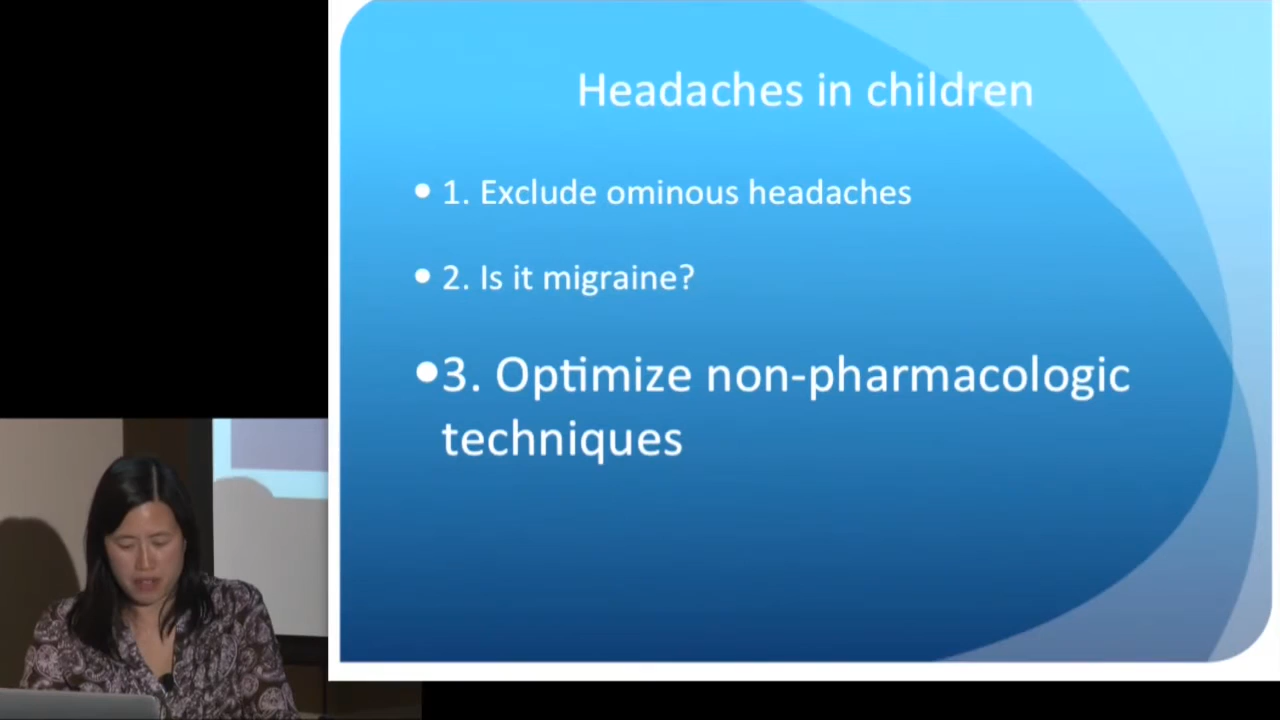 Headaches in children
• 1. Exclude ominous headaches
• 2. Is it migraine?
• 3. Optimize non-pharmacologic
techniques